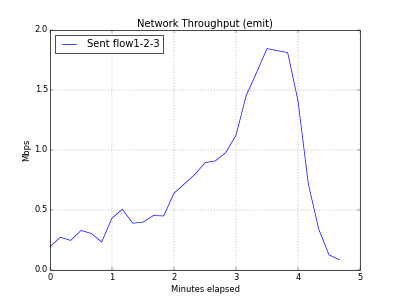 Network Throughput (emit)
2.0
Sent flow1-2-3
1.5
Mbps
1.0
0.5
0.0
0 1 2 3 4 5
Minutes elapsed